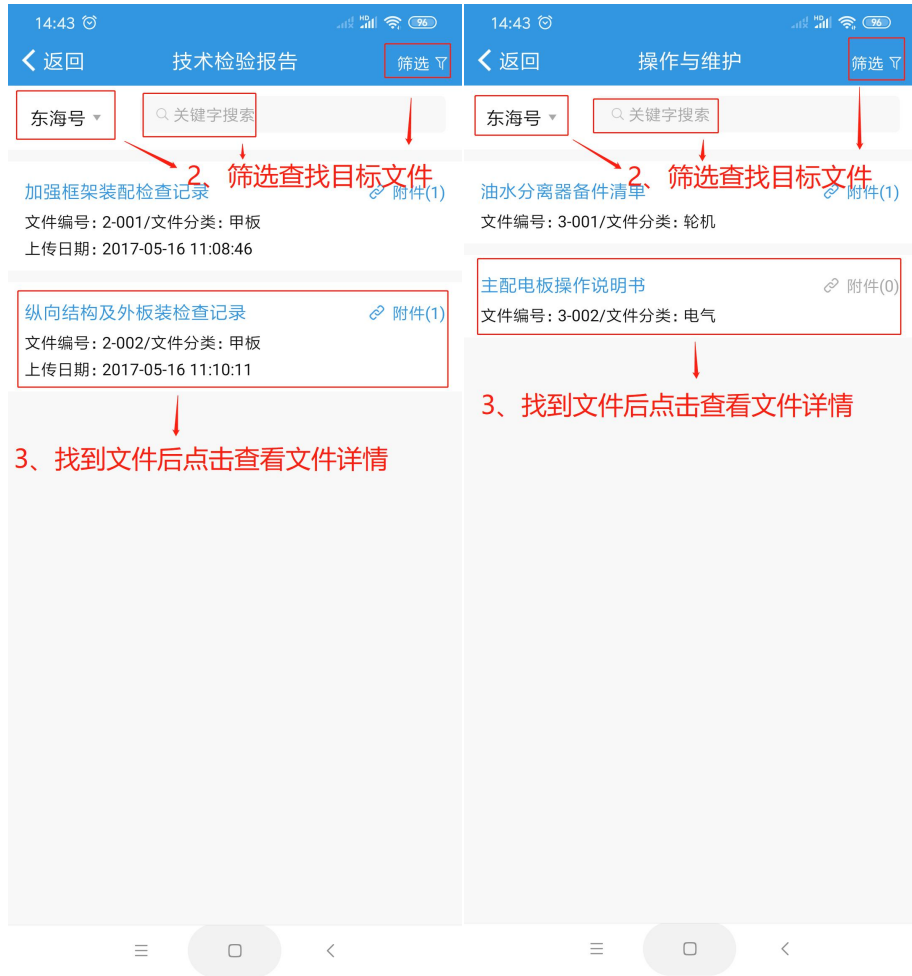 14:43
HD
96
返回
技术检验报告
筛选
东海号
关键字搜索
2、筛选查找目标文件
加强框架装配检查记录
附件(1)
文件编号: 2-001/文件分类: 甲板
上传日期: 2017-05-16 11:08:46
纵向结构及外板装检查记录
附件(1)
文件编号: 2-002/文件分类: 甲板
上传日期: 2017-05-16 11:10:11
3、找到文件后点击查看文件详情
14:43
HD
96
返回
操作与维护
筛选
东海号
关键字搜索
2、筛选查找目标文件
油水分离器备件清单
附件(1)
文件编号: 3-001/文件分类: 轮机
主配电板操作说明书
附件(0)
文件编号: 3-002/文件分类: 电气
3、找到文件后点击查看文件详情